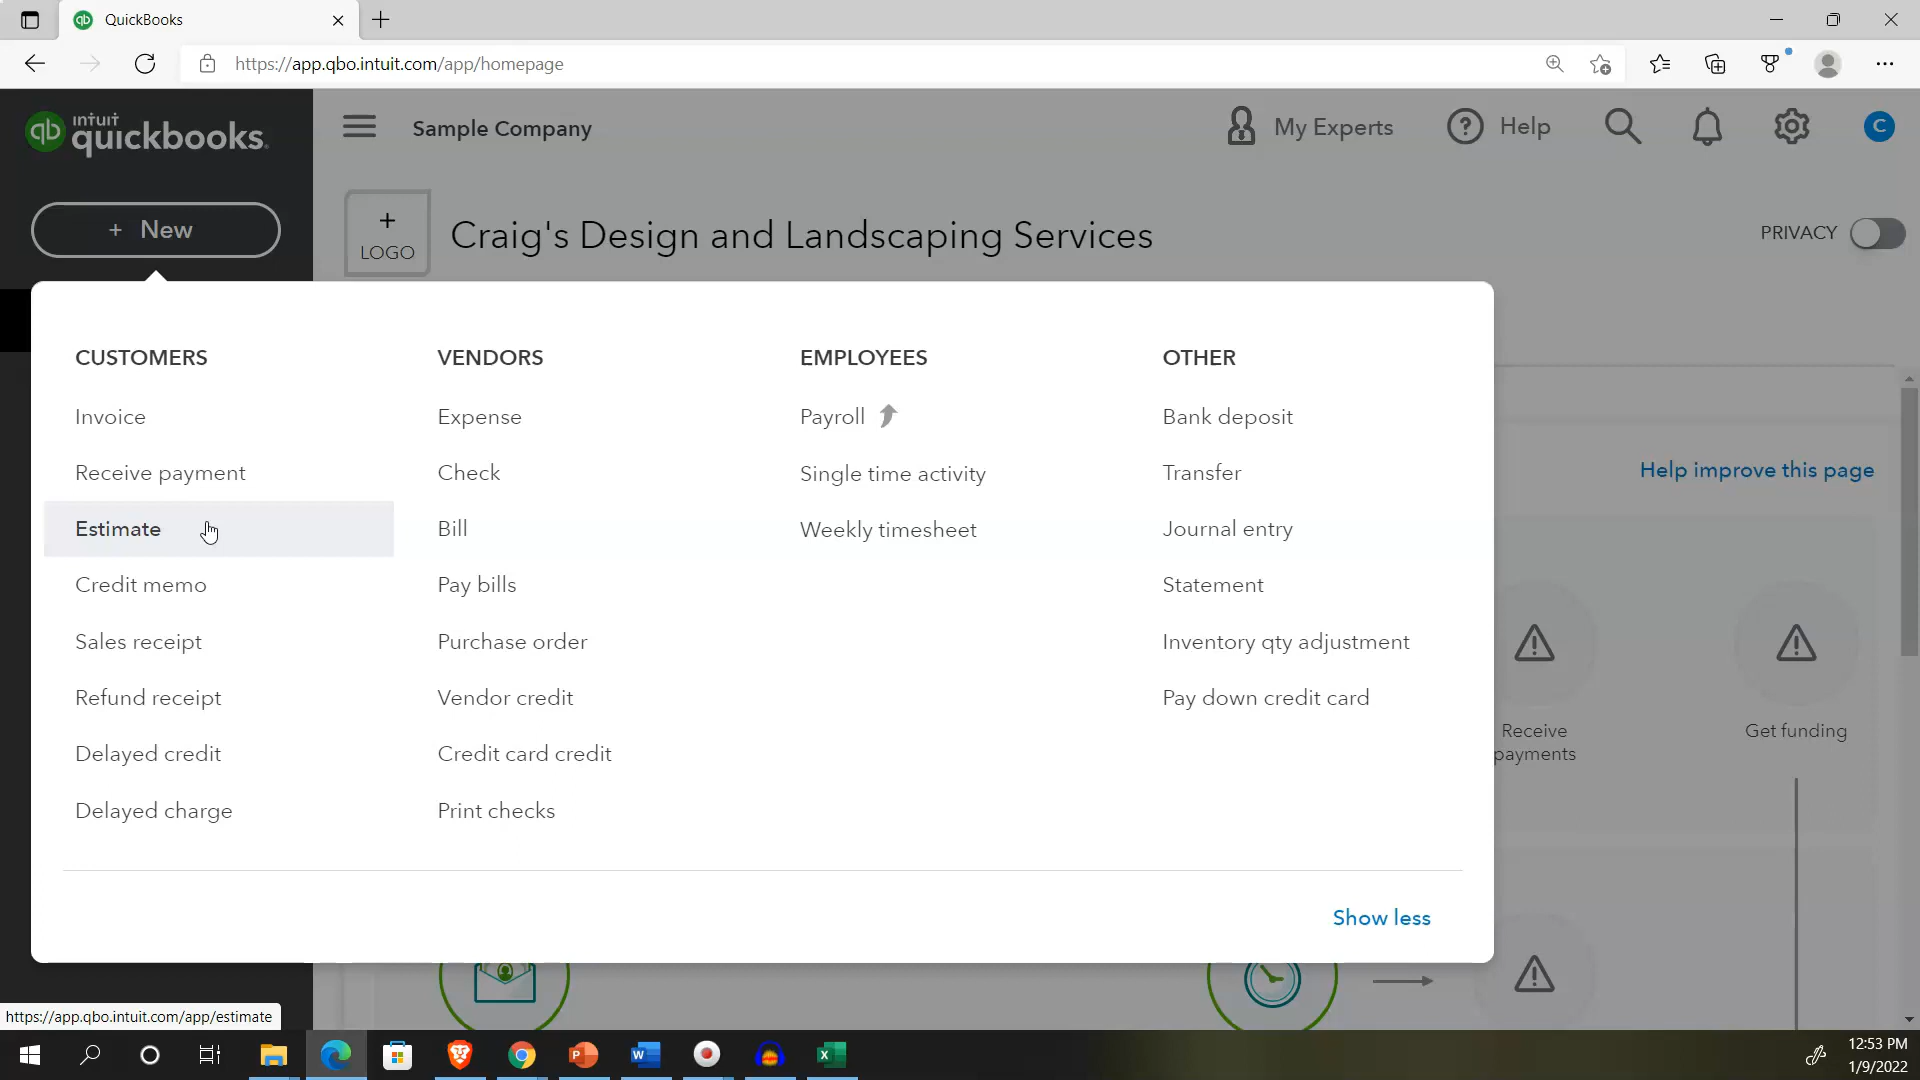 QuickBooks
https://app.qbo.intuit.com/app/homepage
intuit
quickbooks.
Sample Company
My Experts
Help
C
+ New
+
LOGO
Craig's Design and Landscaping Services
PRIVACY
CUSTOMERS
Invoice
Receive payment
Estimate
Credit memo
Sales receipt
Refund receipt
Delayed credit
Delayed charge
VENDORS
Expense
Check
Bill
Pay bills
Purchase order
Vendor credit
Credit card credit
Print checks
EMPLOYEES
Payroll
Single time activity
Weekly timesheet
OTHER
Bank deposit
Transfer
Journal entry
Statement
Inventory qty adjustment
Pay down credit card
Show less
Help improve this page
Receive
payments
Get funding
https://app.qbo.intuit.com/app/estimate
12:53 PM
1/9/2022